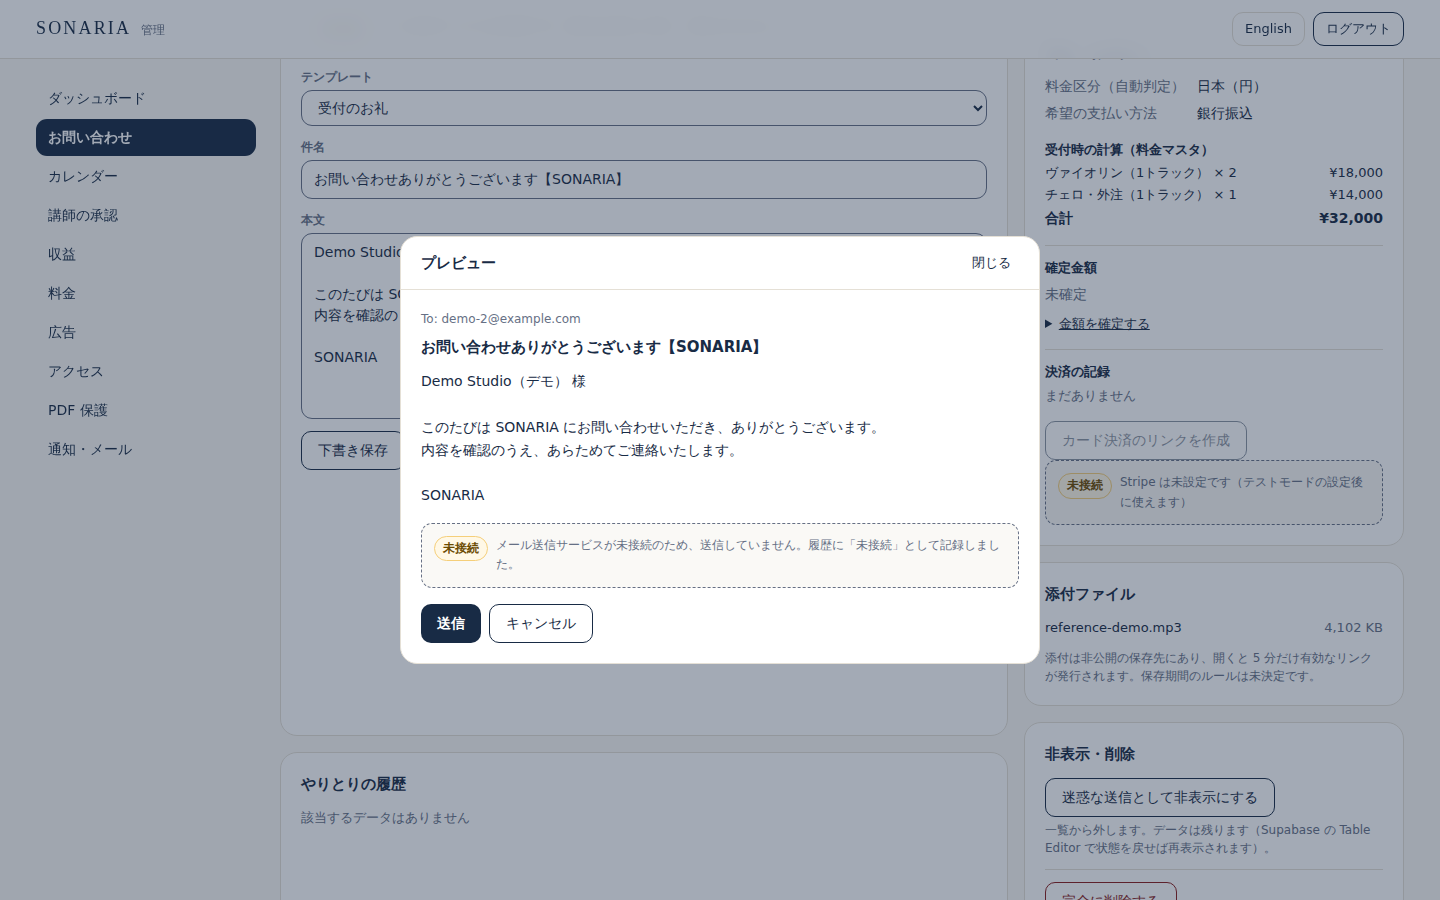 SONARIA 管理
English
ログアウト
ダッシュボード
お問い合わせ
カレンダー
講師の承認
収益
料金
広告
アクセス
PDF 保護
通知・メール
テンプレート
受付のお礼
件名
お問い合わせありがとうございます【SONARIA】
本文
Demo Studio
このたびは SO
内容を確認の
SONARIA
下書き保存
プレビュー
閉じる
To: demo-2@example.com
お問い合わせありがとうございます【SONARIA】
Demo Studio（デモ） 様
このたびは SONARIA にお問い合わせいただき、ありがとうございます。
内容を確認のうえ、あらためてご連絡いたします。
SONARIA
未接続
メール送信サービスが未接続のため、送信していません。履歴に「未接続」として記録しまし
た。
送信
キャンセル
やりとりの履歴
該当するデータはありません
料金区分（自動判定） 日本（円）
希望の支払い方法 銀行振込
受付時の計算（料金マスタ）
ヴァイオリン（1トラック） × 2 ¥18,000
チェロ・外注（1トラック） × 1 ¥14,000
合計 ¥32,000
確定金額
未確定
金額を確定する
決済の記録
まだありません
カード決済のリンクを作成
未接続
Stripe は未設定です（テストモードの設定後
に使えます）
添付ファイル
reference-demo.mp3 4,102 KB
添付は非公開の保存先にあり、開くと 5 分だけ有効なリンク
が発行されます。保存期間のルールは未決定です。
非表示・削除
迷惑な送信として非表示にする
一覧から外します。データは残ります（Supabase の Table
Editor で状態を戻せば再表示されます）。
完全に削除する